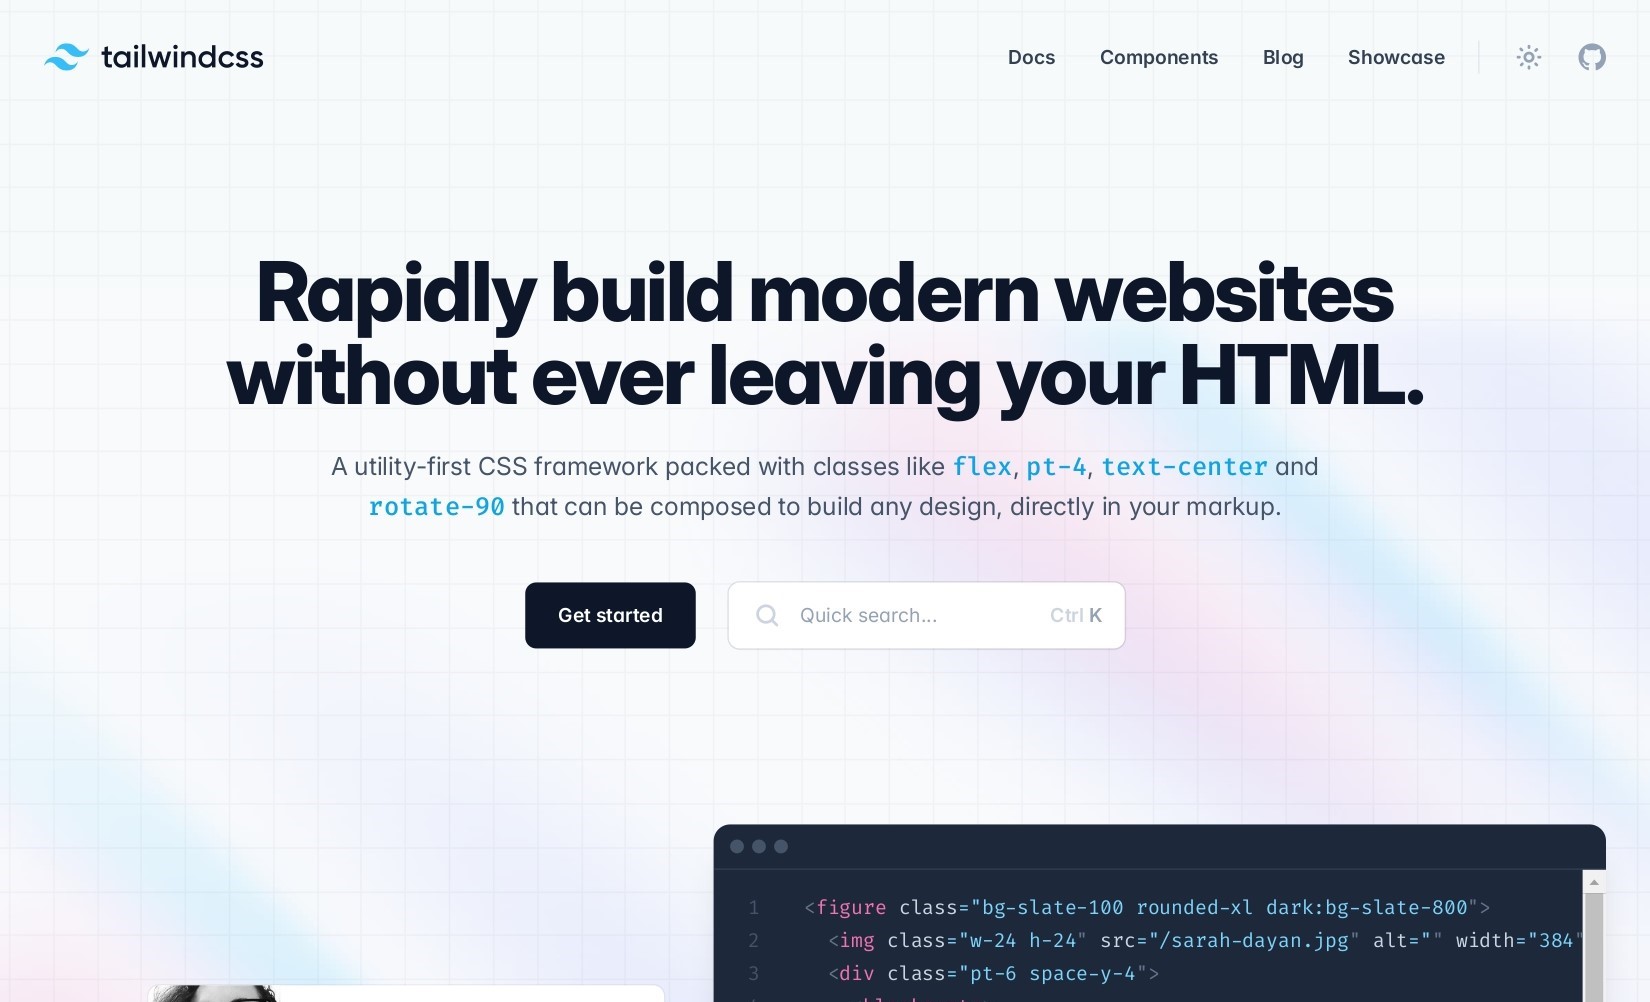 tailwindcss
Docs Components Blog Showcase
Rapidly build modern websites
without ever leaving your HTML.
A utility-first CSS framework packed with classes like flex, pt-4, text-center and
rotate-90 that can be composed to build any design, directly in your markup.
Get started
Quick search... Ctrl K
1 <figure class="bg-slate-100 rounded-xl dark:bg-slate-800">
2 <img class="w-24 h-24" src="/sarah-dayan.jpg" alt="" width="384"
3 <div class="pt-6 space-y-4">